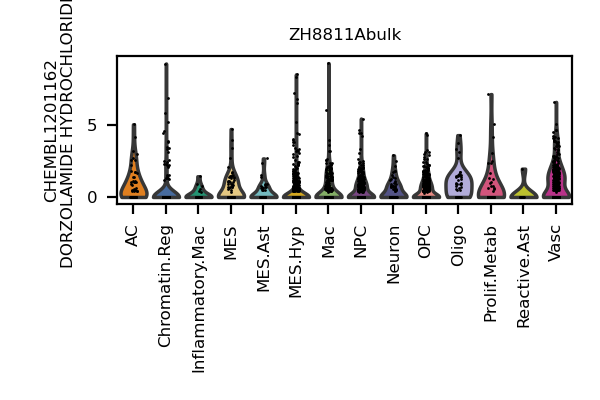 ZH8811Abulk
CHEMBL1201162
DORZOLAMIDE HYDROCHLORIDE
5
0
AC
Chromatin.Reg
Inflammatory.Mac
MES
MES.Ast
MES.Hyp
Mac
NPC
Neuron
OPC
Oligo
Prolif.Metab
Reactive.Ast
Vasc